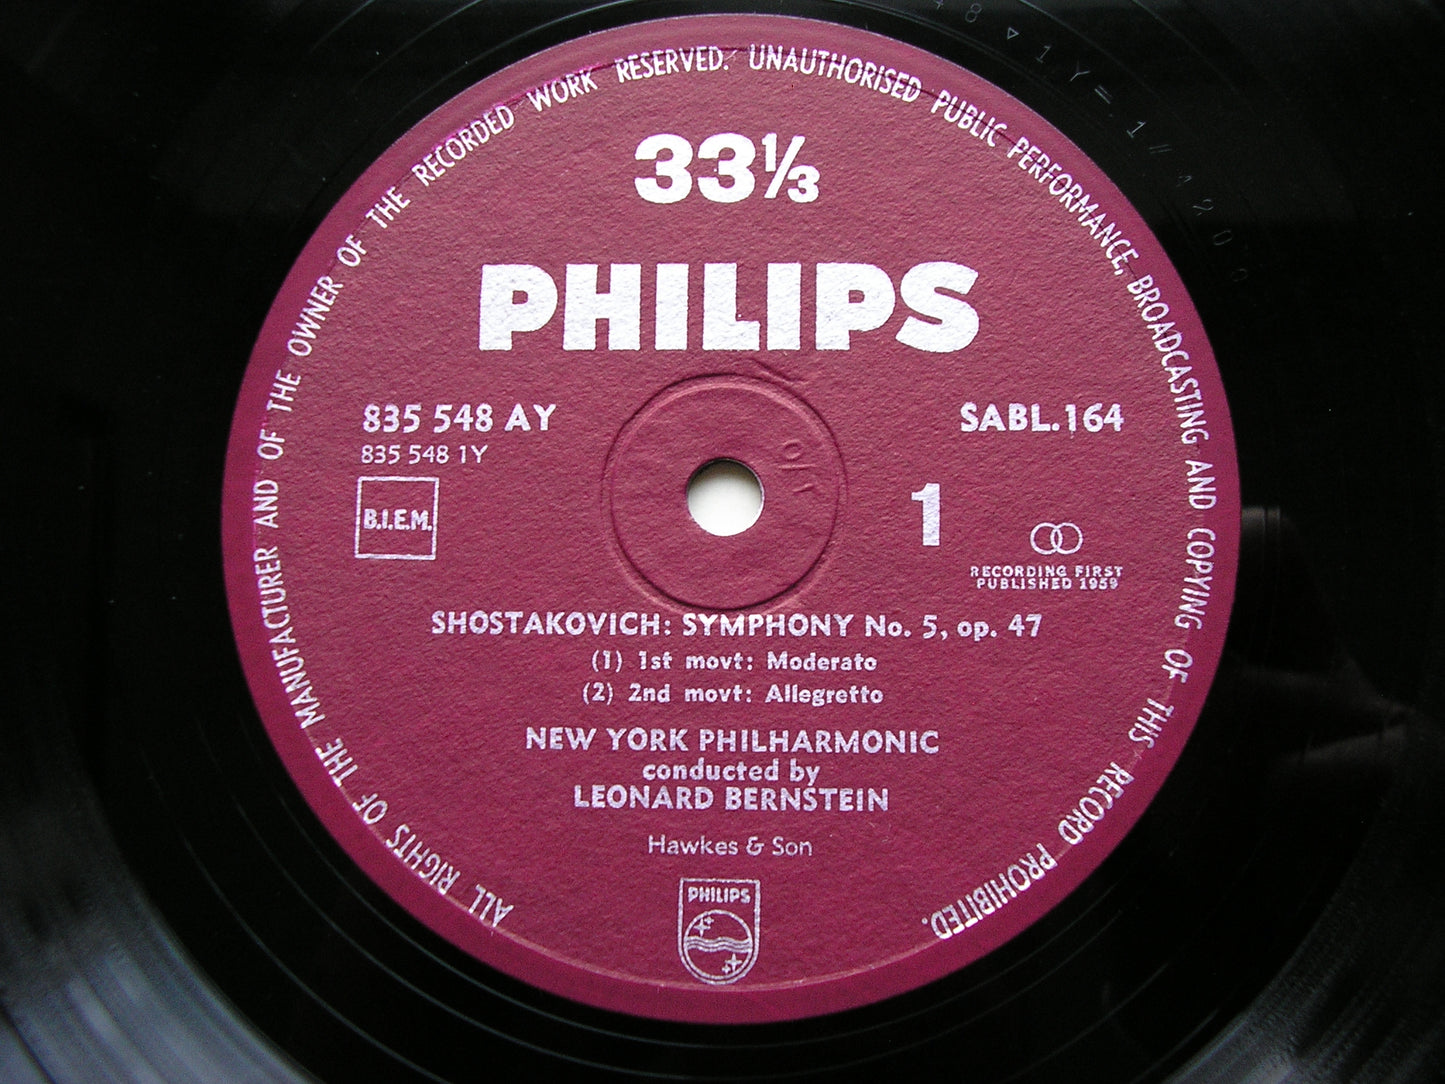 ALL RIGHTS OF THE MANUFACTURER AND OF THE OWNER OF THE RECORDED WORK RESERVED. UNAUTHORISED PUBLIC PERFORMANCE, BROADCASTING AND COPYING OF THIS RECORD PROHIBITED.
33⅓
PHILIPS
835 548 AY
SABL.164
835 548 1Y
B.I.E.M.
1
RECORDING FIRST
PUBLISHED 1959
SHOSTAKOVICH: SYMPHONY No. 5, op. 47
(1) 1st movt: Moderato
(2) 2nd movt: Allegretto
NEW YORK PHILHARMONIC
conducted by
LEONARD BERNSTEIN
Hawkes & Son
PHILIPS